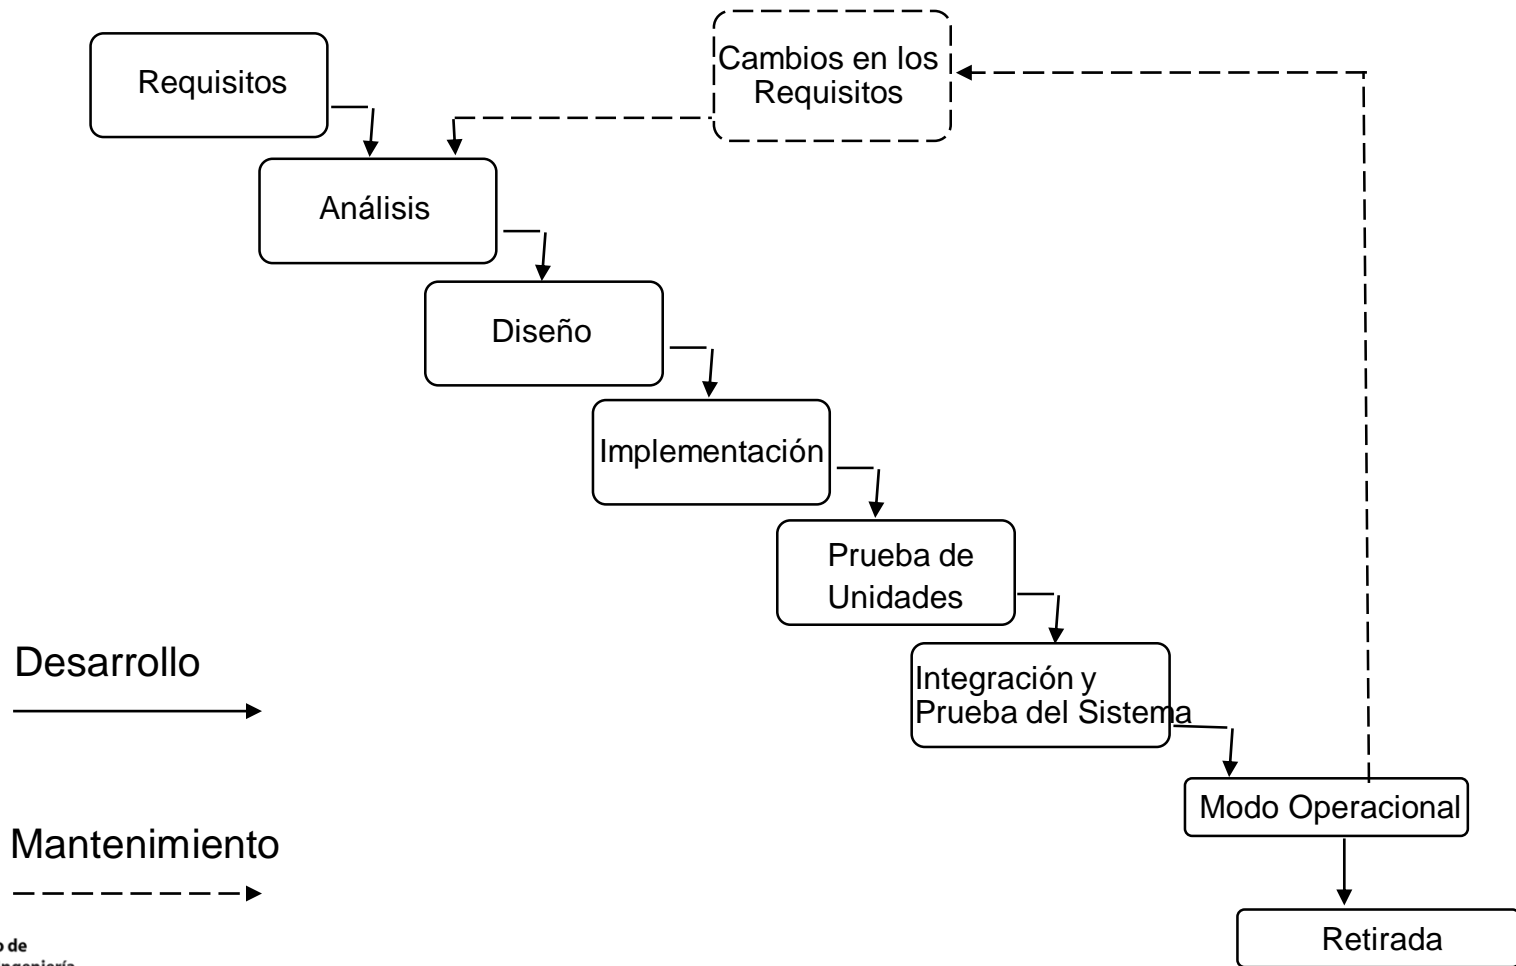 Requisitos
Cambios en los
Requisitos
Análisis
Diseño
Implementación
Prueba de
Unidades
Integración y
Prueba del Sistema
Desarrollo
Modo Operacional
Mantenimiento
Retirada
de